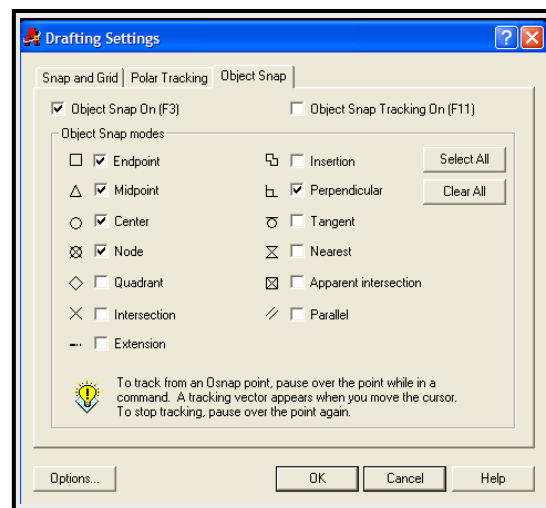 Drafting Settings
Snap and Grid Polar Tracking Object Snap
Object Snap On (F3) Object Snap Tracking On (F11)
Object Snap modes
Endpoint Insertion Select All
Midpoint Perpendicular Clear All
Center Tangent
Node Nearest
Quadrant Apparent intersection
Intersection Parallel
Extension
To track from an Osnap point, pause over the point while in a
command. A tracking vector appears when you move the cursor.
To stop tracking, pause over the point again.
Options... OK Cancel Help